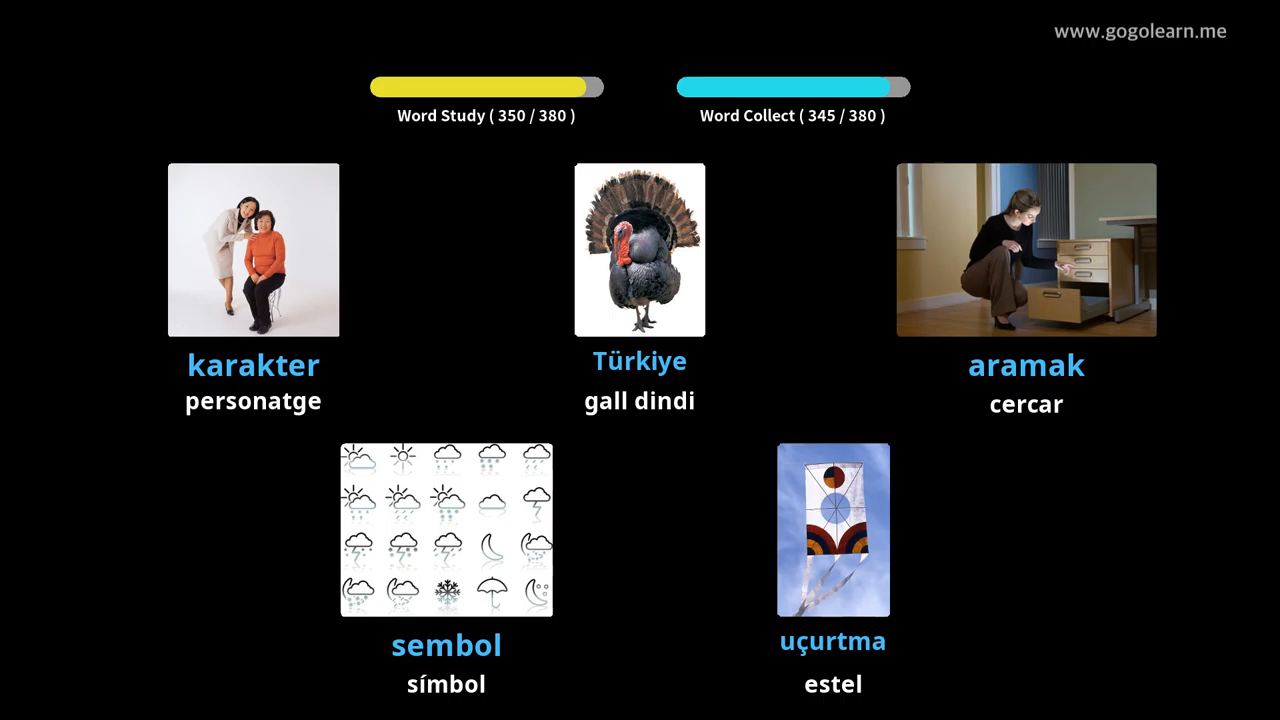 www.gogolearn.me
Word Study ( 350 / 380 )
Word Collect ( 345 / 380 )
karakter
personatge
Türkiye
gall dindi
aramak
cercar
sembol
símbol
uçurtma
estel